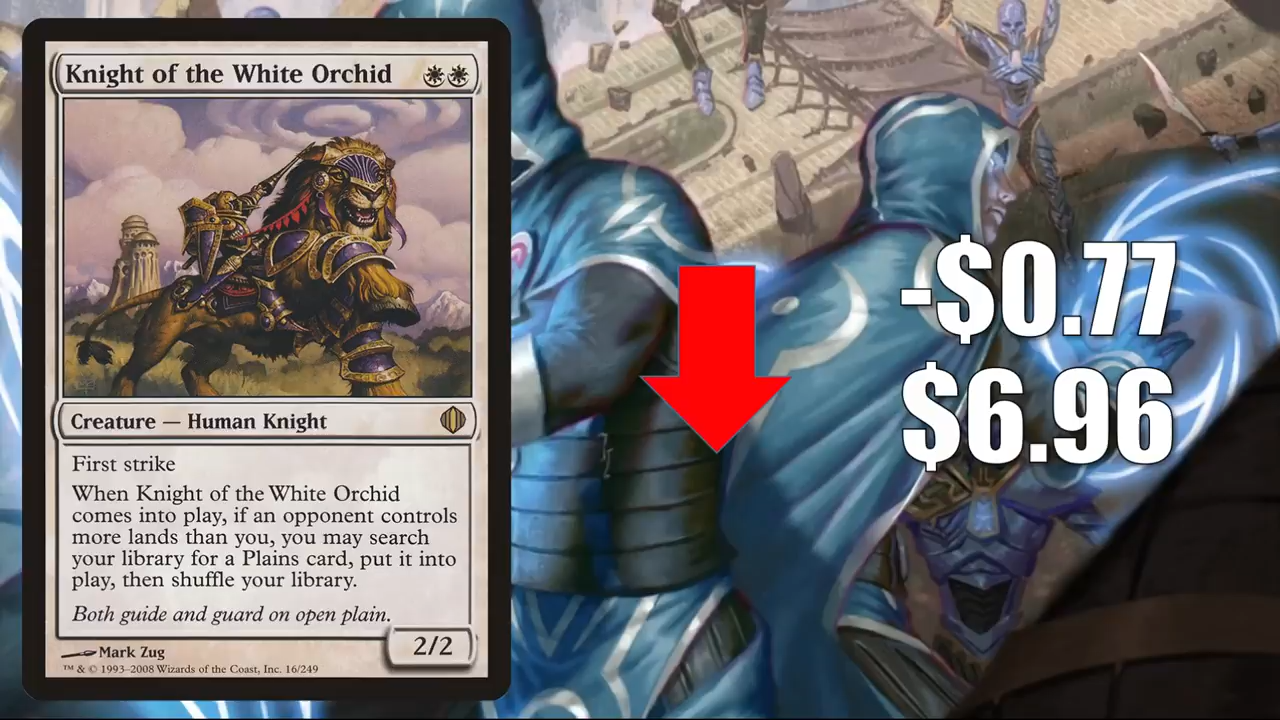 Knight of the White Orchid
Creature — Human Knight
First strike
When Knight of the White Orchid
comes into play, if an opponent controls
more lands than you, you may search
your library for a Plains card, put it into
play, then shuffle your library.
Both guide and guard on open plain.
2/2
Mark Zug
™ & © 1993–2008 Wizards of the Coast, Inc. 16/249
-$0.77
$6.96